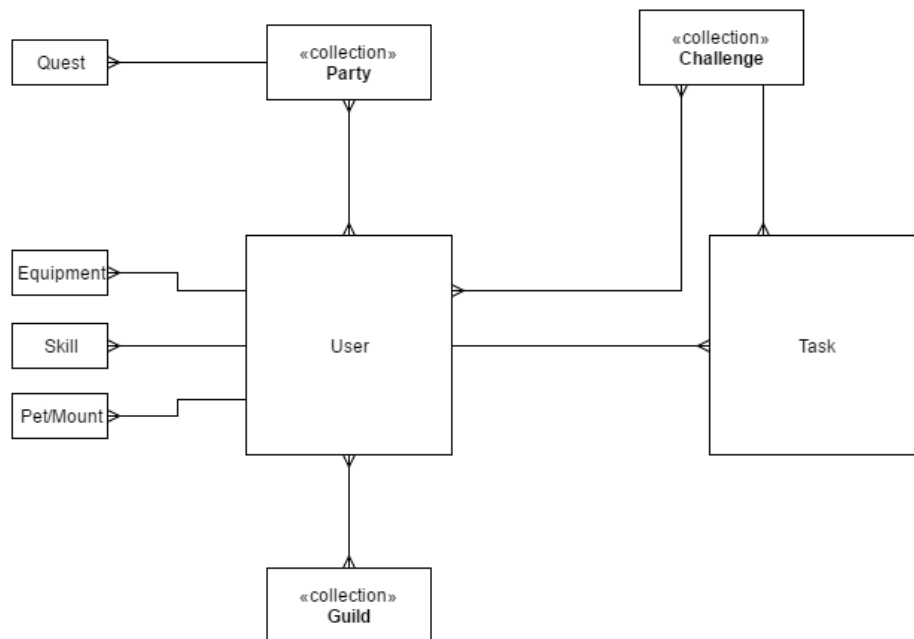 «collection»
Party
«collection»
Challenge
Quest
Equipment
Skill
Pet/Mount
User
Task
«collection»
Guild